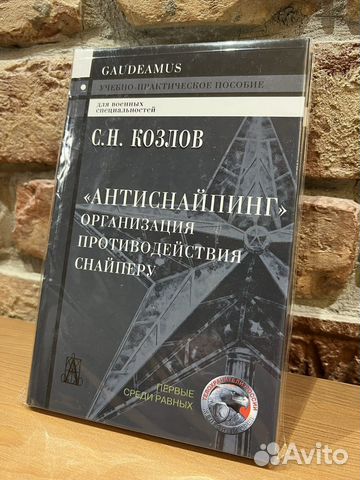 GAUDEAMUS
УЧЕБНО-ПРАКТИЧЕСКОЕ ПОСОБИЕ
для военных
специальностей
С.Н. КОЗЛОВ
«АНТИСНАЙПИНГ»
ОРГАНИЗАЦИЯ
ПРОТИВОДЕЙСТВИЯ
СНАЙПЕРУ
ПЕРВЫЕ
СРЕДИ РАВНЫХ
Avito